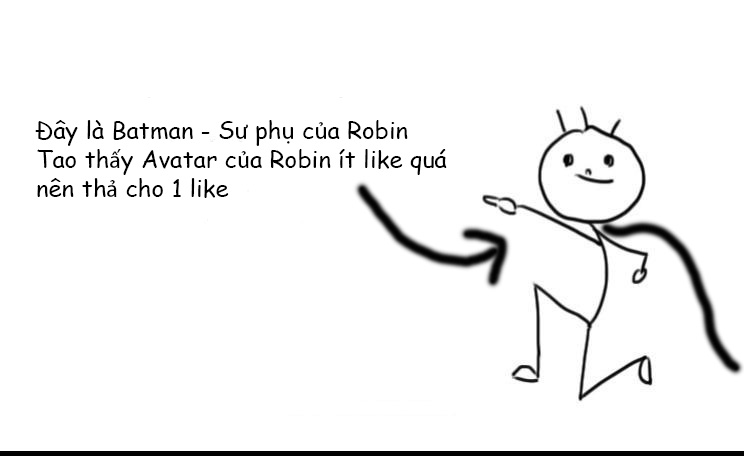 Đây là Batman - Sư phụ của Robin
Tao thấy Avatar của Robin ít like quá
nên thả cho 1 like